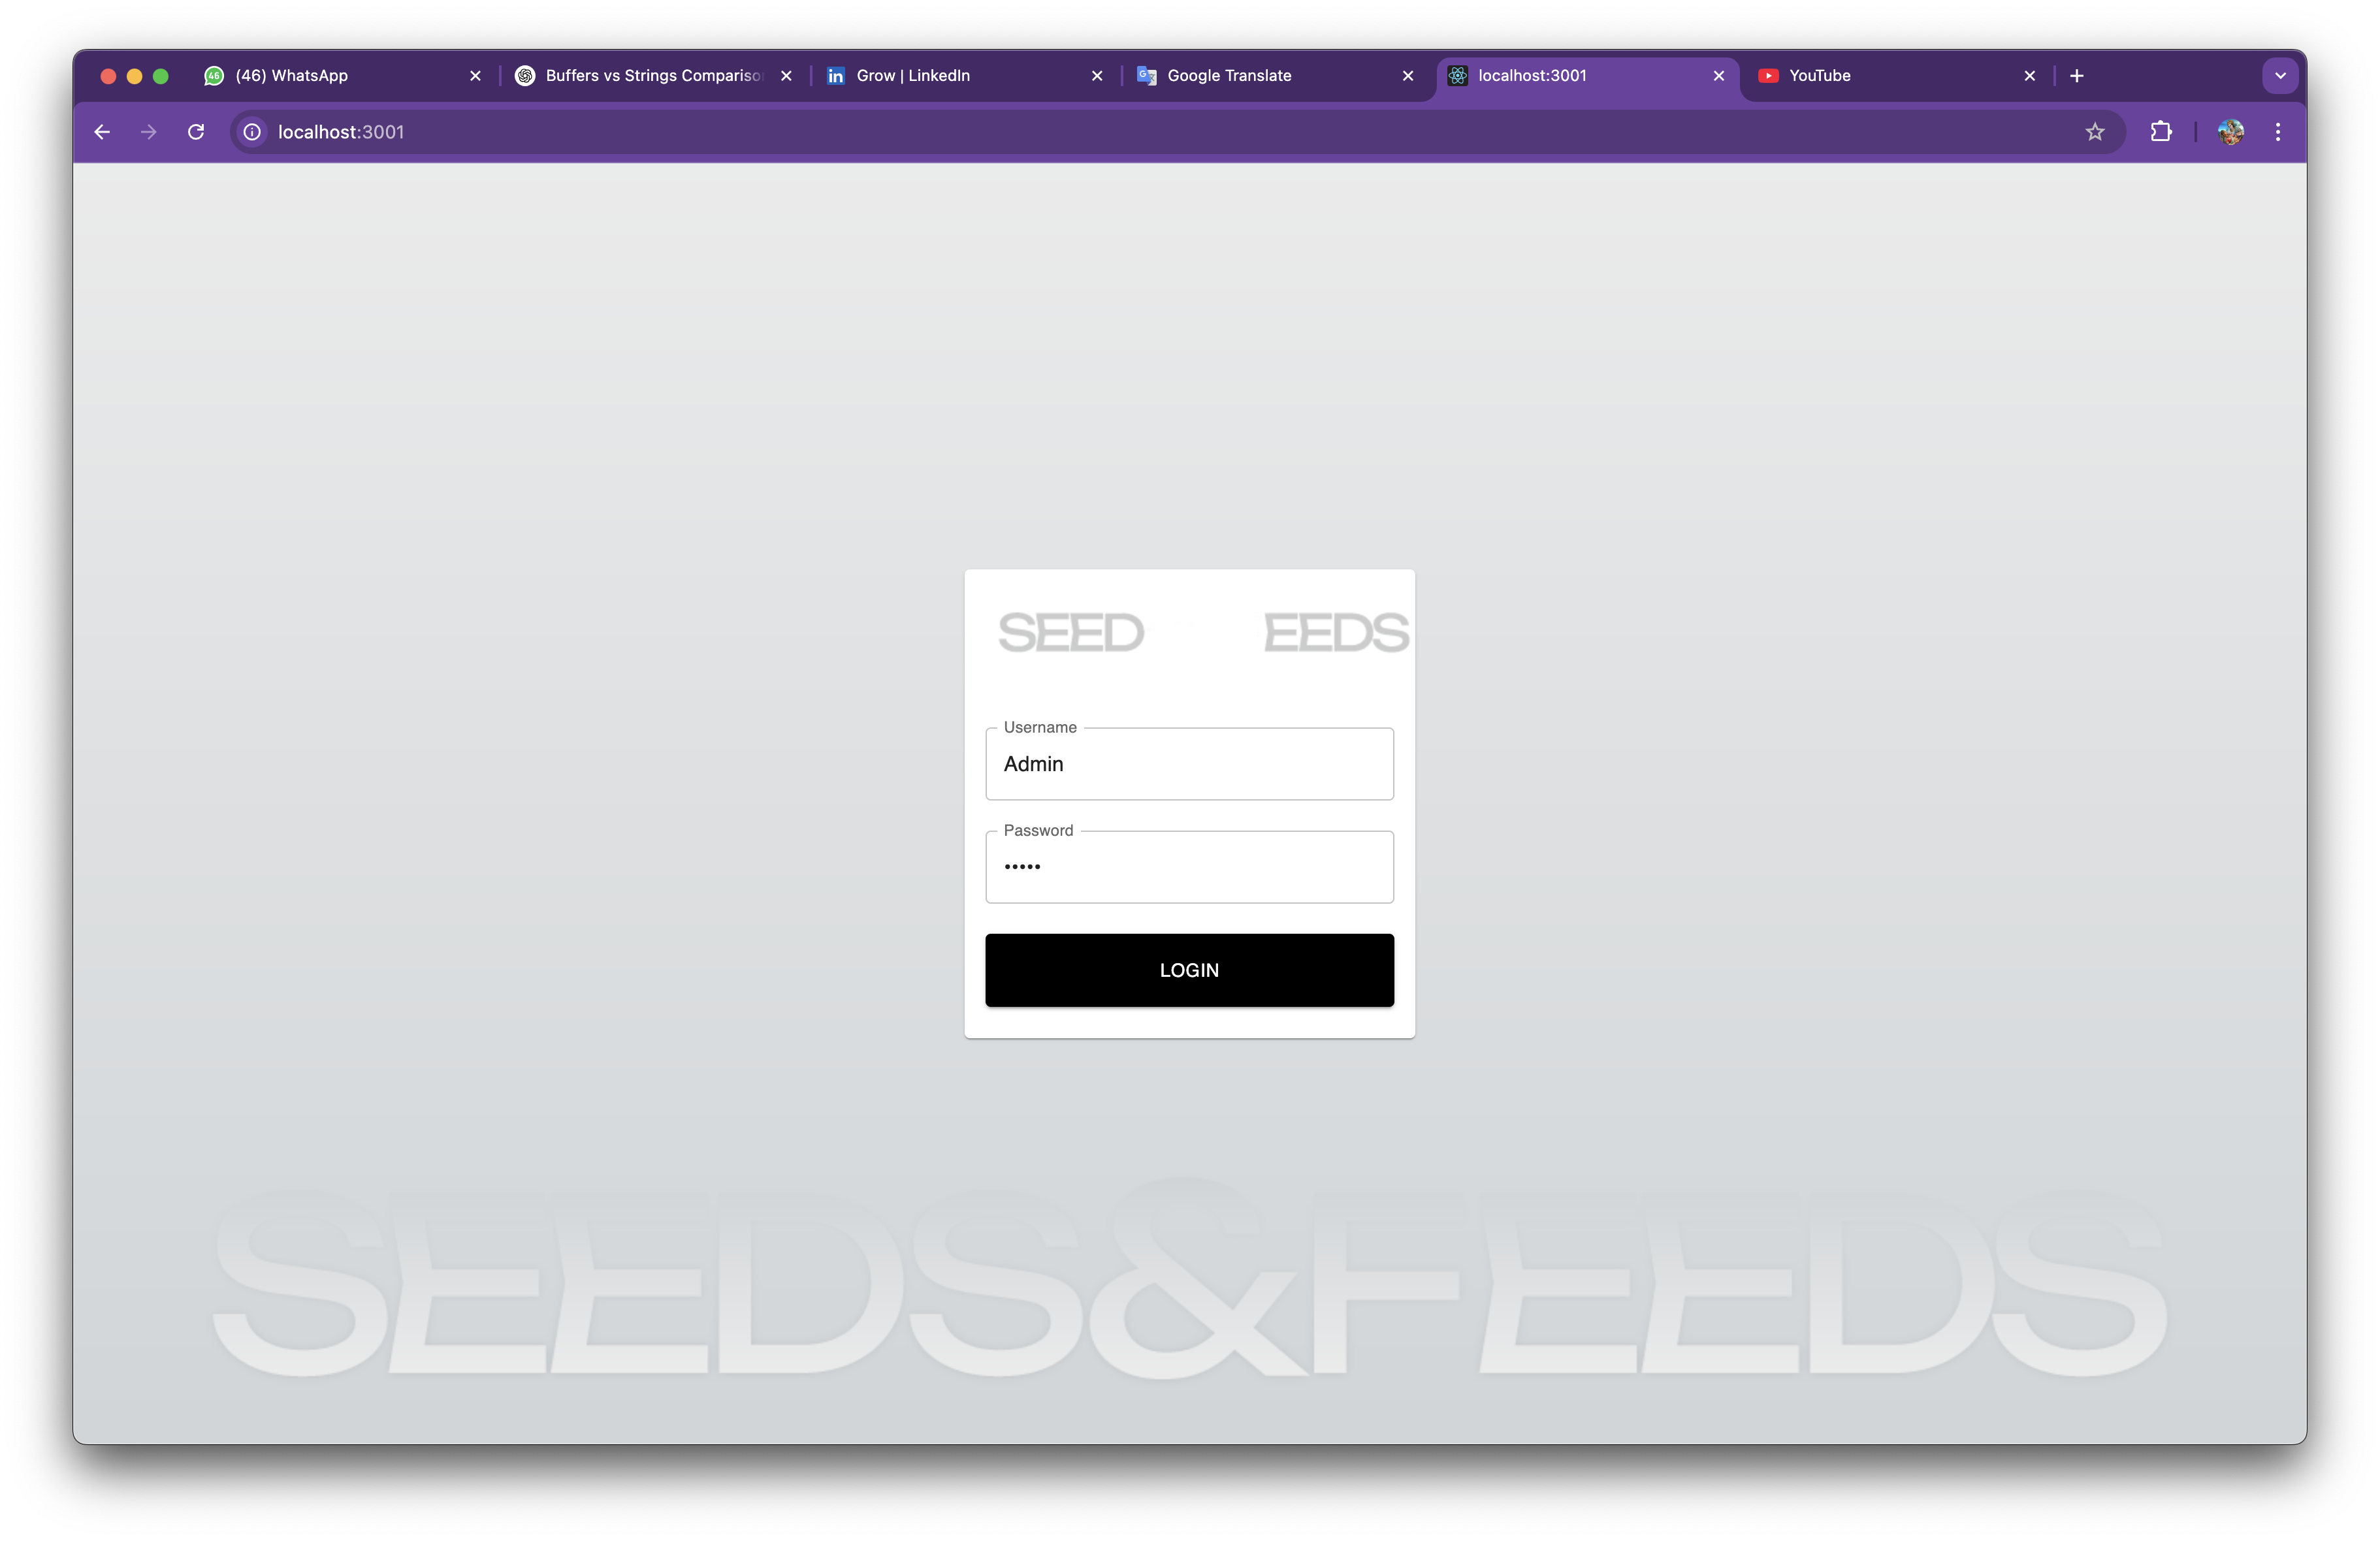 (46) WhatsApp
Buffers vs Strings Compariso
Grow | LinkedIn
Google Translate
localhost:3001
YouTube
localhost:3001
SEED EEDS
Username
Admin
Password
•••••
LOGIN
SEEDS&FEEDS